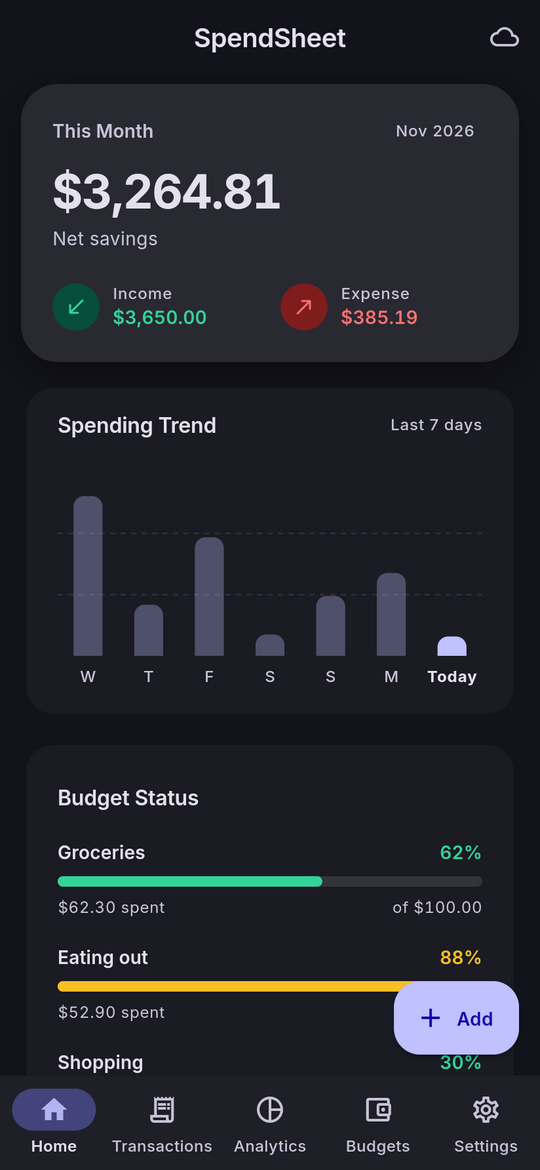 SpendSheet
This Month
Nov 2026
$3,264.81
Net savings
Income
$3,650.00
Expense
$385.19
Spending Trend
Last 7 days
W T F S S M Today
Budget Status
Groceries
62%
$62.30 spent
of $100.00
Eating out
88%
$52.90 spent
Add
Shopping
30%
Home Transactions Analytics Budgets Settings